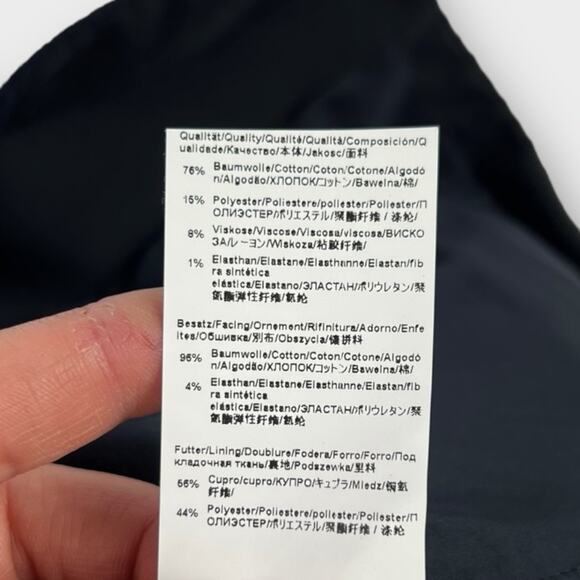 Qualität/Quality/Qualité/Qualità/Composición/Q
ualidade/Качество/本体/Jakosc/面料
76% Baumwolle/Cotton/Coton/Cotone/Algodó
n/Algodão/ХЛОПОК/コットン/Bawelna/棉/
15% Polyester/Poliestere/poliester/Poliester/П
ОЛИЭСТЕР/ポリエステル/聚酯纤维 / 涤纶/
8% Viskose/Viscose/Viscosa/viscosa/ВИСКО
ЗА/レーヨン/Wiskoza/粘胶纤维/
1% Elasthan/Elastane/Elasthanne/Elastan/fib
ra sintética
elástica/Elastano/ЭЛАСТАН/ポリウレタン/聚
氨酯弹性纤维/氨纶
Besatz/Facing/Ornement/Rifinitura/Adorno/Enfe
ites/Обшивка/別布/Obszycia/镶拼料
96% Baumwolle/Cotton/Coton/Cotone/Algodó
n/Algodão/ХЛОПОК/コットン/Bawelna/棉/
4% Elasthan/Elastane/Elasthanne/Elastan/fib
ra sintética
elástica/Elastano/ЭЛАСТАН/ポリウレタン/聚
氨酯弹性纤维/氨纶
Futter/Lining/Doublure/Fodera/Forro/Forro/Под
кладочная ткань/裏地/Podszewka/里料
56% Cupro/cupro/КУПРО/キュプラ/Miedz/铜氨
纤维/
44% Polyester/Poliestere/poliester/Poliester/П
ОЛИЭСТЕР/ポリエステル/聚酯纤维 / 涤纶/